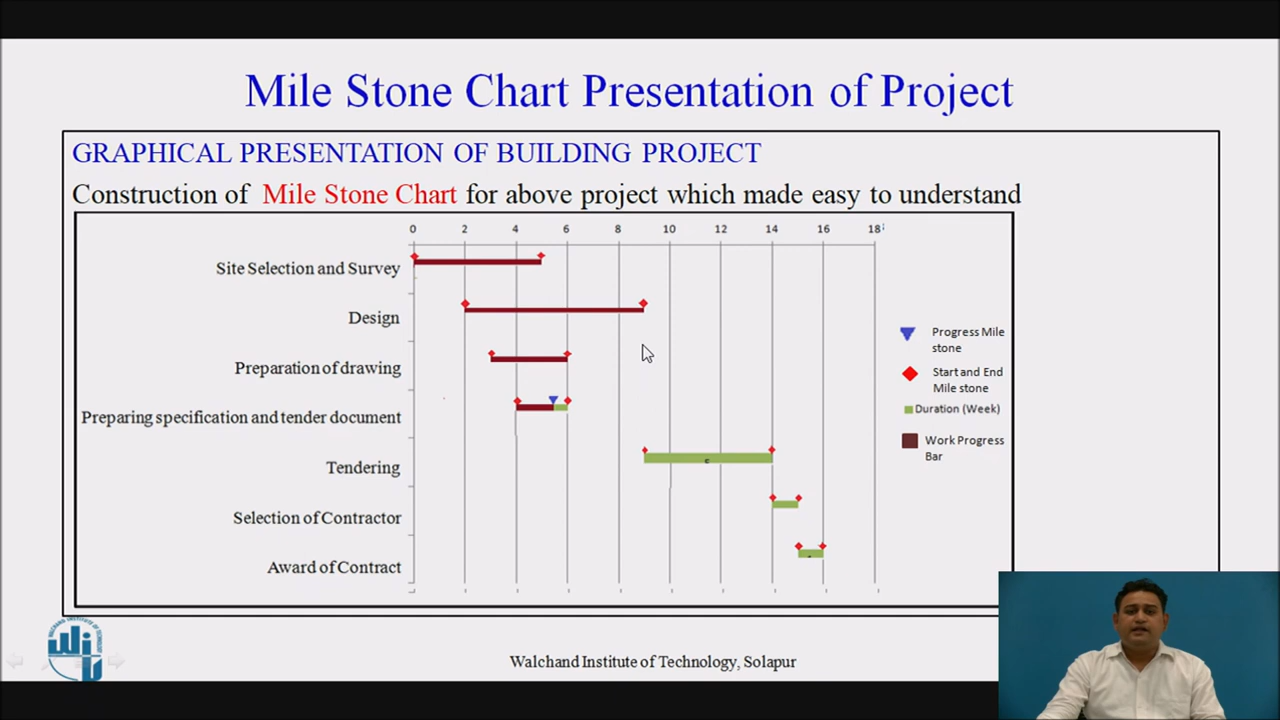 Mile Stone Chart Presentation of Project
GRAPHICAL PRESENTATION OF BUILDING PROJECT
Construction of Mile Stone Chart for above project which made easy to understand
0 2 4 6 8 10 12 14 16 18
Site Selection and Survey
Design
Preparation of drawing
Preparing specification and tender document
Tendering
Selection of Contractor
Award of Contract
Progress Mile
stone
Start and End
Mile stone
Duration (Week)
Work Progress
Bar
Walchand Institute of Technology, Solapur